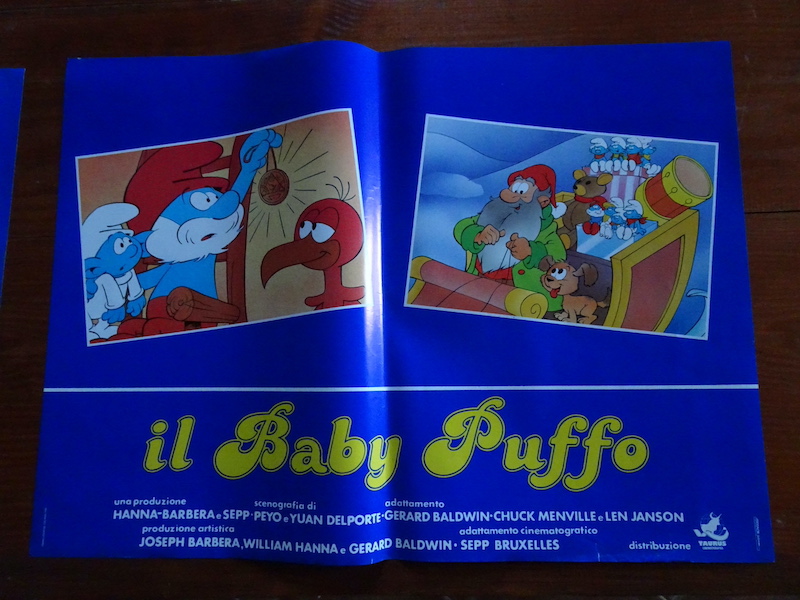 il Baby Puffo
una produzione scenografia di adattamento
HANNA-BARBERA e SEPP · PEYO e YUAN DELPORTE · GERARD BALDWIN · CHUCK MENVILLE e LEN JANSON
produzione artistica adattamento cinematografico
JOSEPH BARBERA, WILLIAM HANNA e GERARD BALDWIN · SEPP BRUXELLES distribuzione
TAURUS